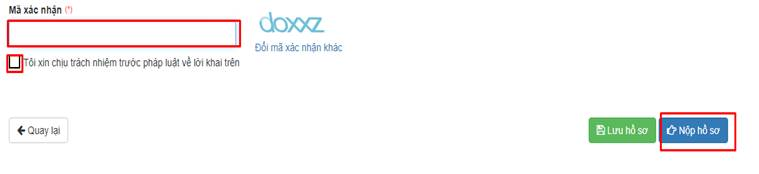 Mã xác nhận (*)
doxxz
Đổi mã xác nhận khác
Tôi xin chịu trách nhiệm trước pháp luật về lời khai trên
Quay lại
Lưu hồ sơ
Nộp hồ sơ